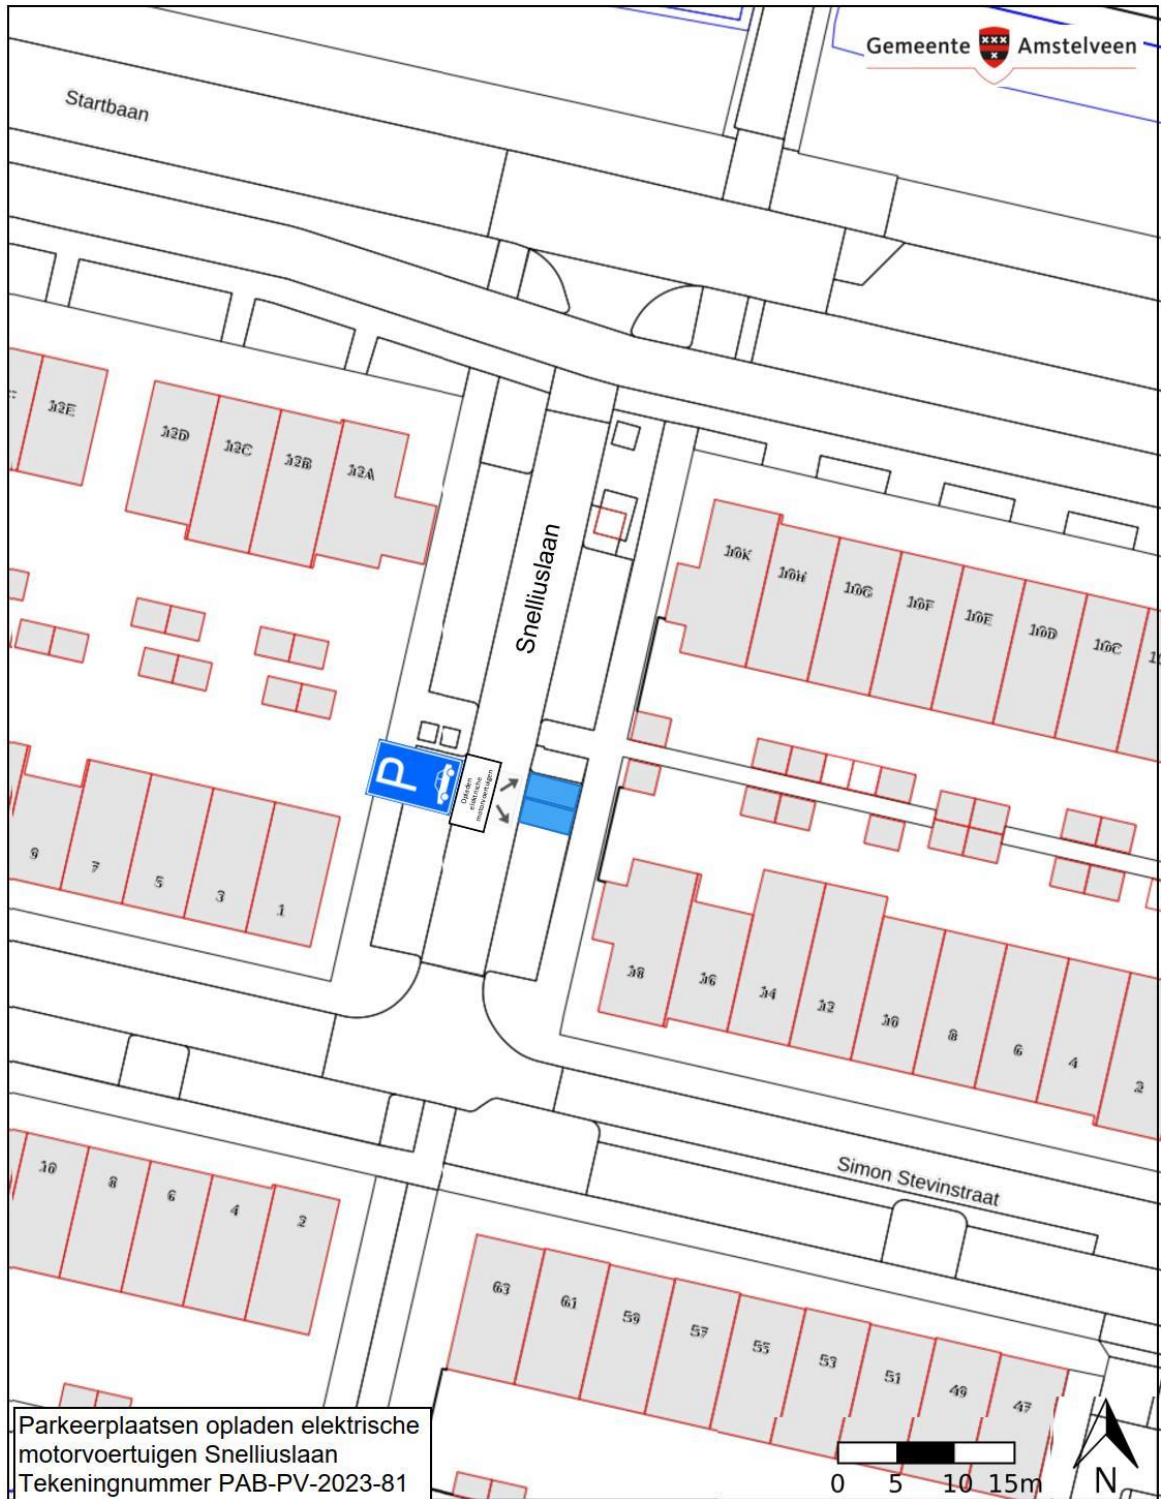 Gemeente Amstelveen
Startbaan
12E
12D
12C
12B
12A
10K
10H
10G
10F
10E
10D
10C
Snelliuslaan
P
Opladen
elektrische
motorvoertuigen
9
7
5
3
1
18
16
14
12
10
8
6
4
2
Simon Stevinstraat
10
8
6
4
2
63
61
59
57
55
53
51
49
47
Parkeerplaatsen opladen elektrische
motorvoertuigen Snelliuslaan
Tekeningnummer PAB-PV-2023-81
0 5 10 15m
N